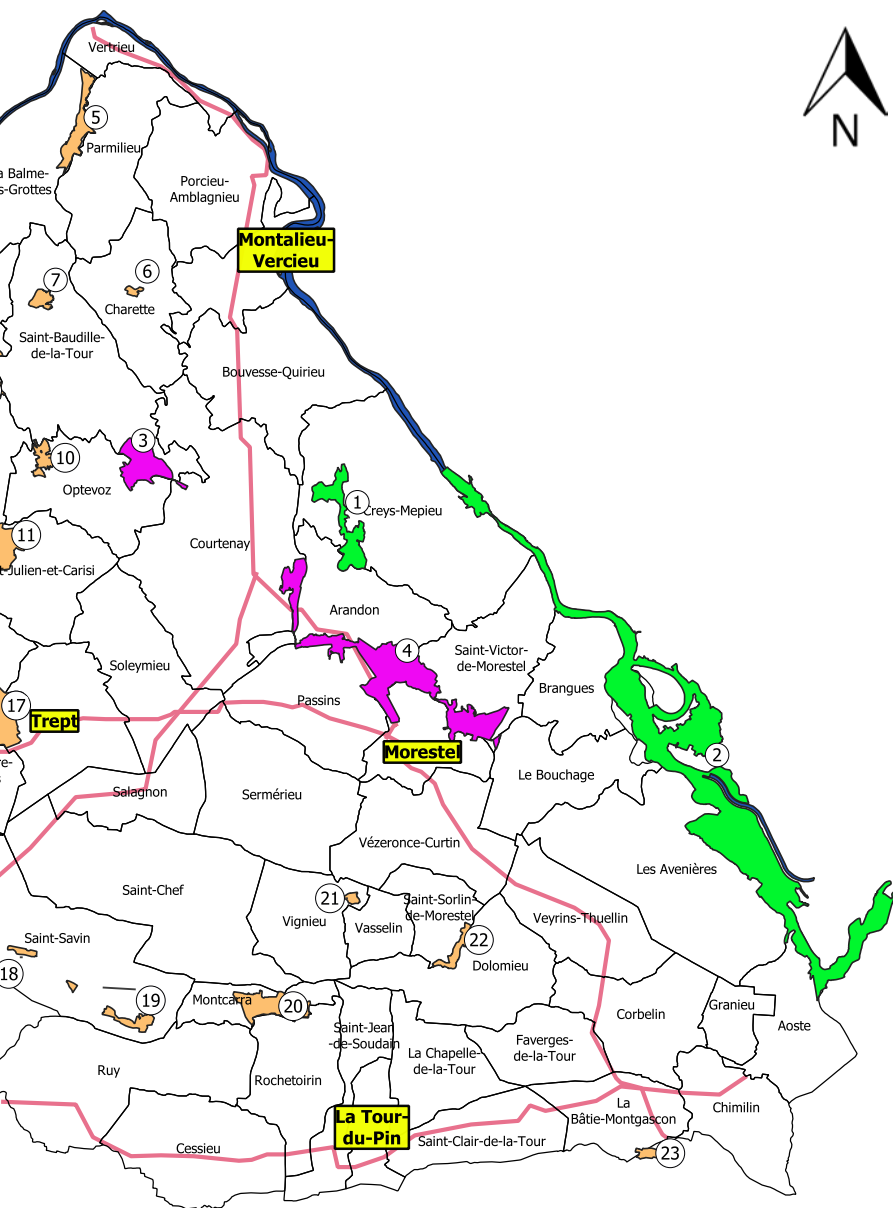 Vertrieu
N
5
Parmilieu
a Balme-
s-Grottes
Porcieu-
Amblagnieu
Montalieu-
Vercieu
7
6
Charette
Saint-Baudille-
de-la-Tour
Bouvesse-Quirieu
3
10
Optevoz
1
Creys-Mepieu
11
t-Julien-et-Carisi
Courtenay
Arandon
4
Saint-Victor-
de-Morestel
Soleymieu
Brangues
Passins
17
Trept
Morestel
2
re-
s
Le Bouchage
Salagnon
Sermérieu
Vézeronce-Curtin
Les Avenières
Saint-Chef
21
Vignieu
Vasselin
Saint-Sorlin-
de-Morestel
Veyrins-Thuellin
22
Dolomieu
Saint-Savin
18
19
Montcarra
20
Corbelin
Granieu
Aoste
Saint-Jean
-de-Soudain
La Chapelle-
de-la-Tour
Faverges-
de-la-Tour
Ruy
Rochetoirin
La
Bâtie-Montgascon
Chimilin
La Tour-
du-Pin
Cessieu
Saint-Clair-de-la-Tour
23